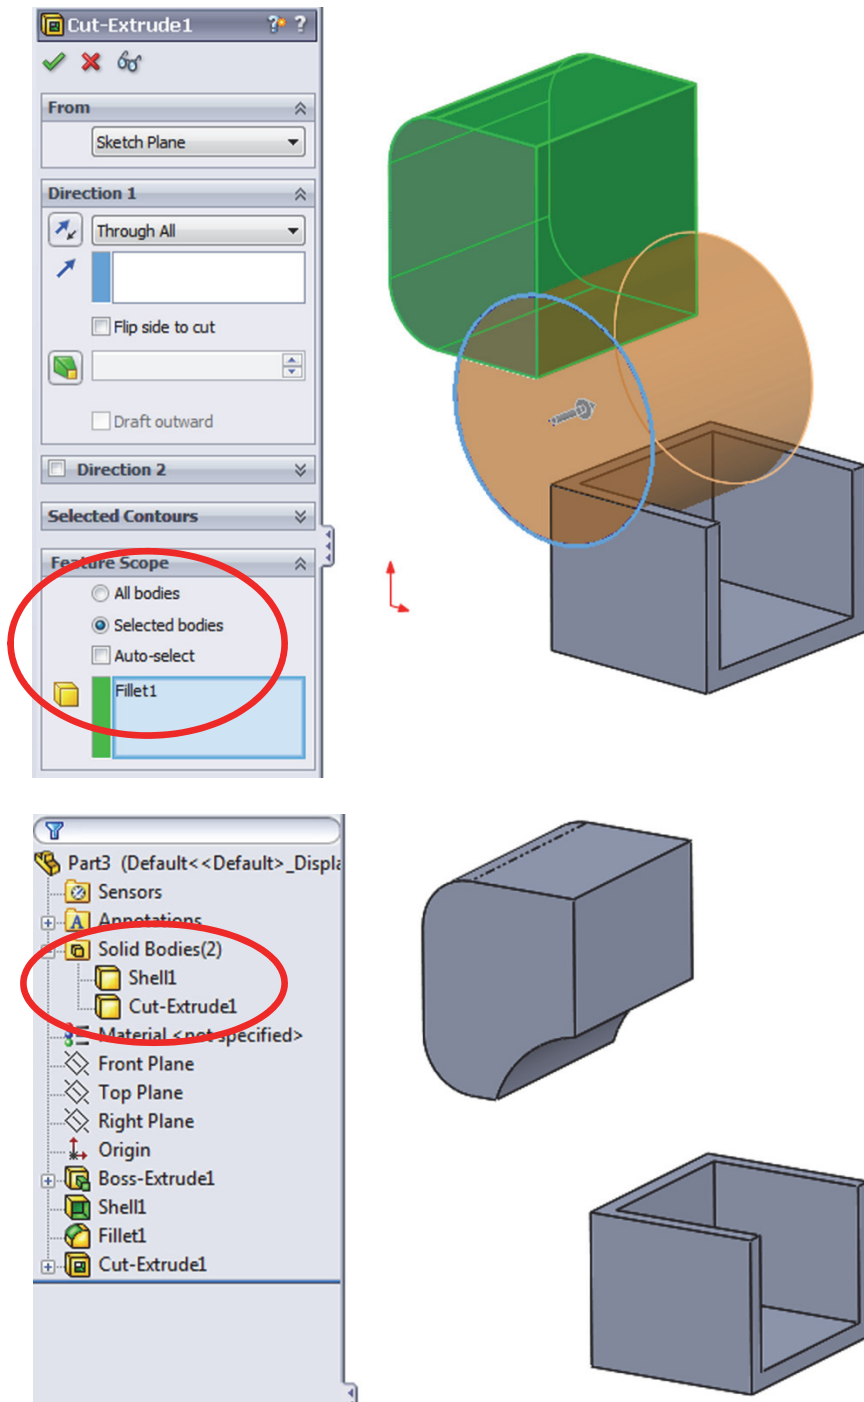 Cut-Extrude1 ? ?
From
Sketch Plane
Direction 1
Through All
Flip side to cut
Draft outward
Direction 2
Selected Contours
Feature Scope
All bodies
Selected bodies
Auto-select
Fillet1
Part3 (Default<<Default>_Displa
Sensors
A Annotations
Solid Bodies(2)
Shell1
Cut-Extrude1
Material <not specified>
Front Plane
Top Plane
Right Plane
Origin
Boss-Extrude1
Shell1
Fillet1
Cut-Extrude1